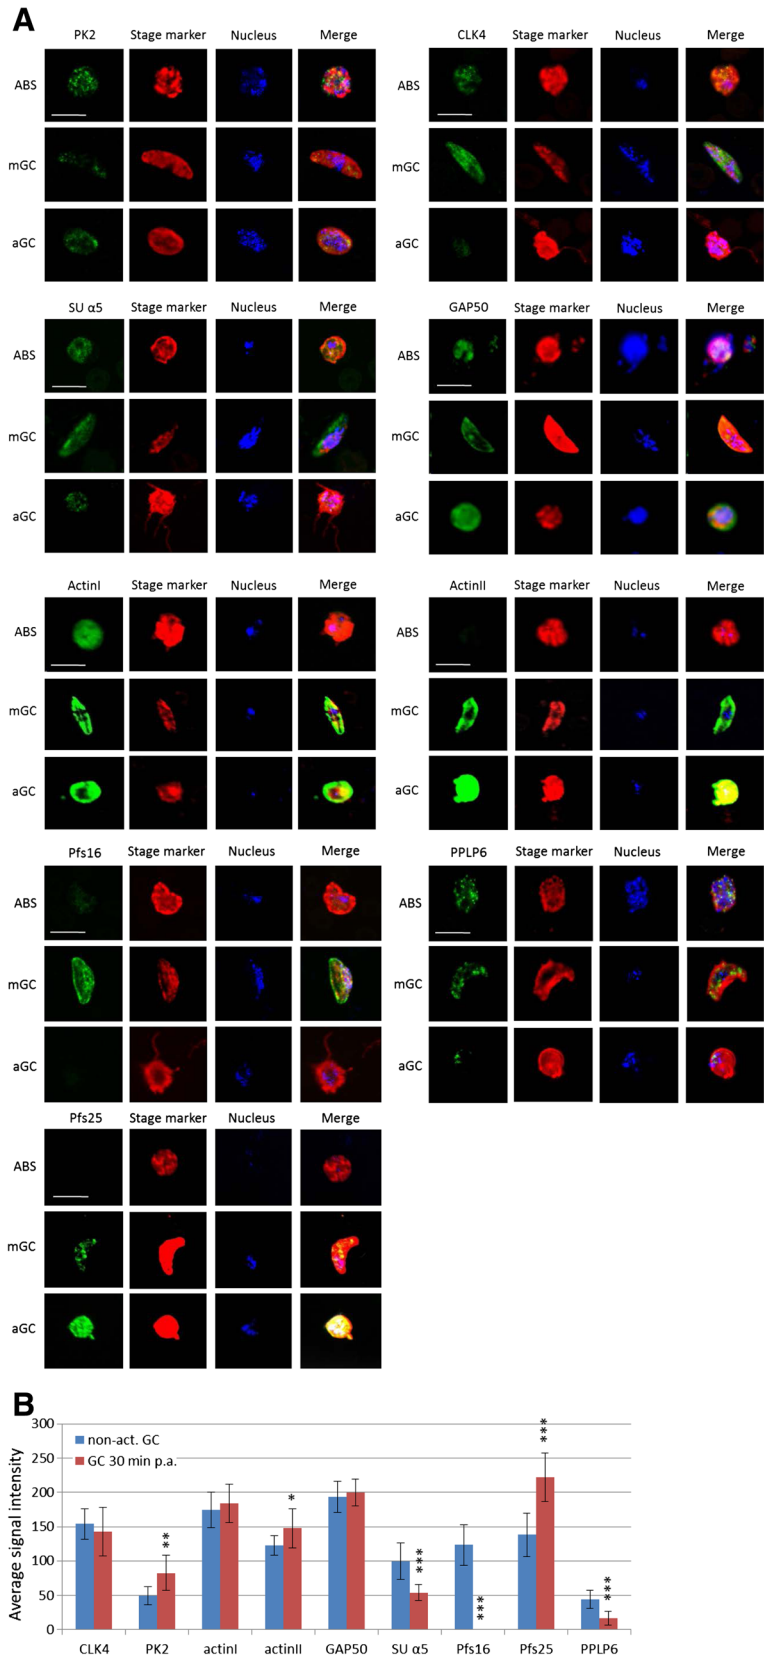 A
PK2 Stage marker Nucleus Merge
ABS
mGC
aGC
CLK4 Stage marker Nucleus Merge
ABS
mGC
aGC
SU α5 Stage marker Nucleus Merge
ABS
mGC
aGC
GAP50 Stage marker Nucleus Merge
ABS
mGC
aGC
ActinI Stage marker Nucleus Merge
ABS
mGC
aGC
ActinII Stage marker Nucleus Merge
ABS
mGC
aGC
Pfs16 Stage marker Nucleus Merge
ABS
mGC
aGC
PPLP6 Stage marker Nucleus Merge
ABS
mGC
aGC
Pfs25 Stage marker Nucleus Merge
ABS
mGC
aGC
B
Average signal intensity
300
250
200
150
100
50
0
non-act. GC
GC 30 min p.a.
**
*
***
***
***
***
CLK4 PK2 actinI actinII GAP50 SU α5 Pfs16 Pfs25 PPLP6